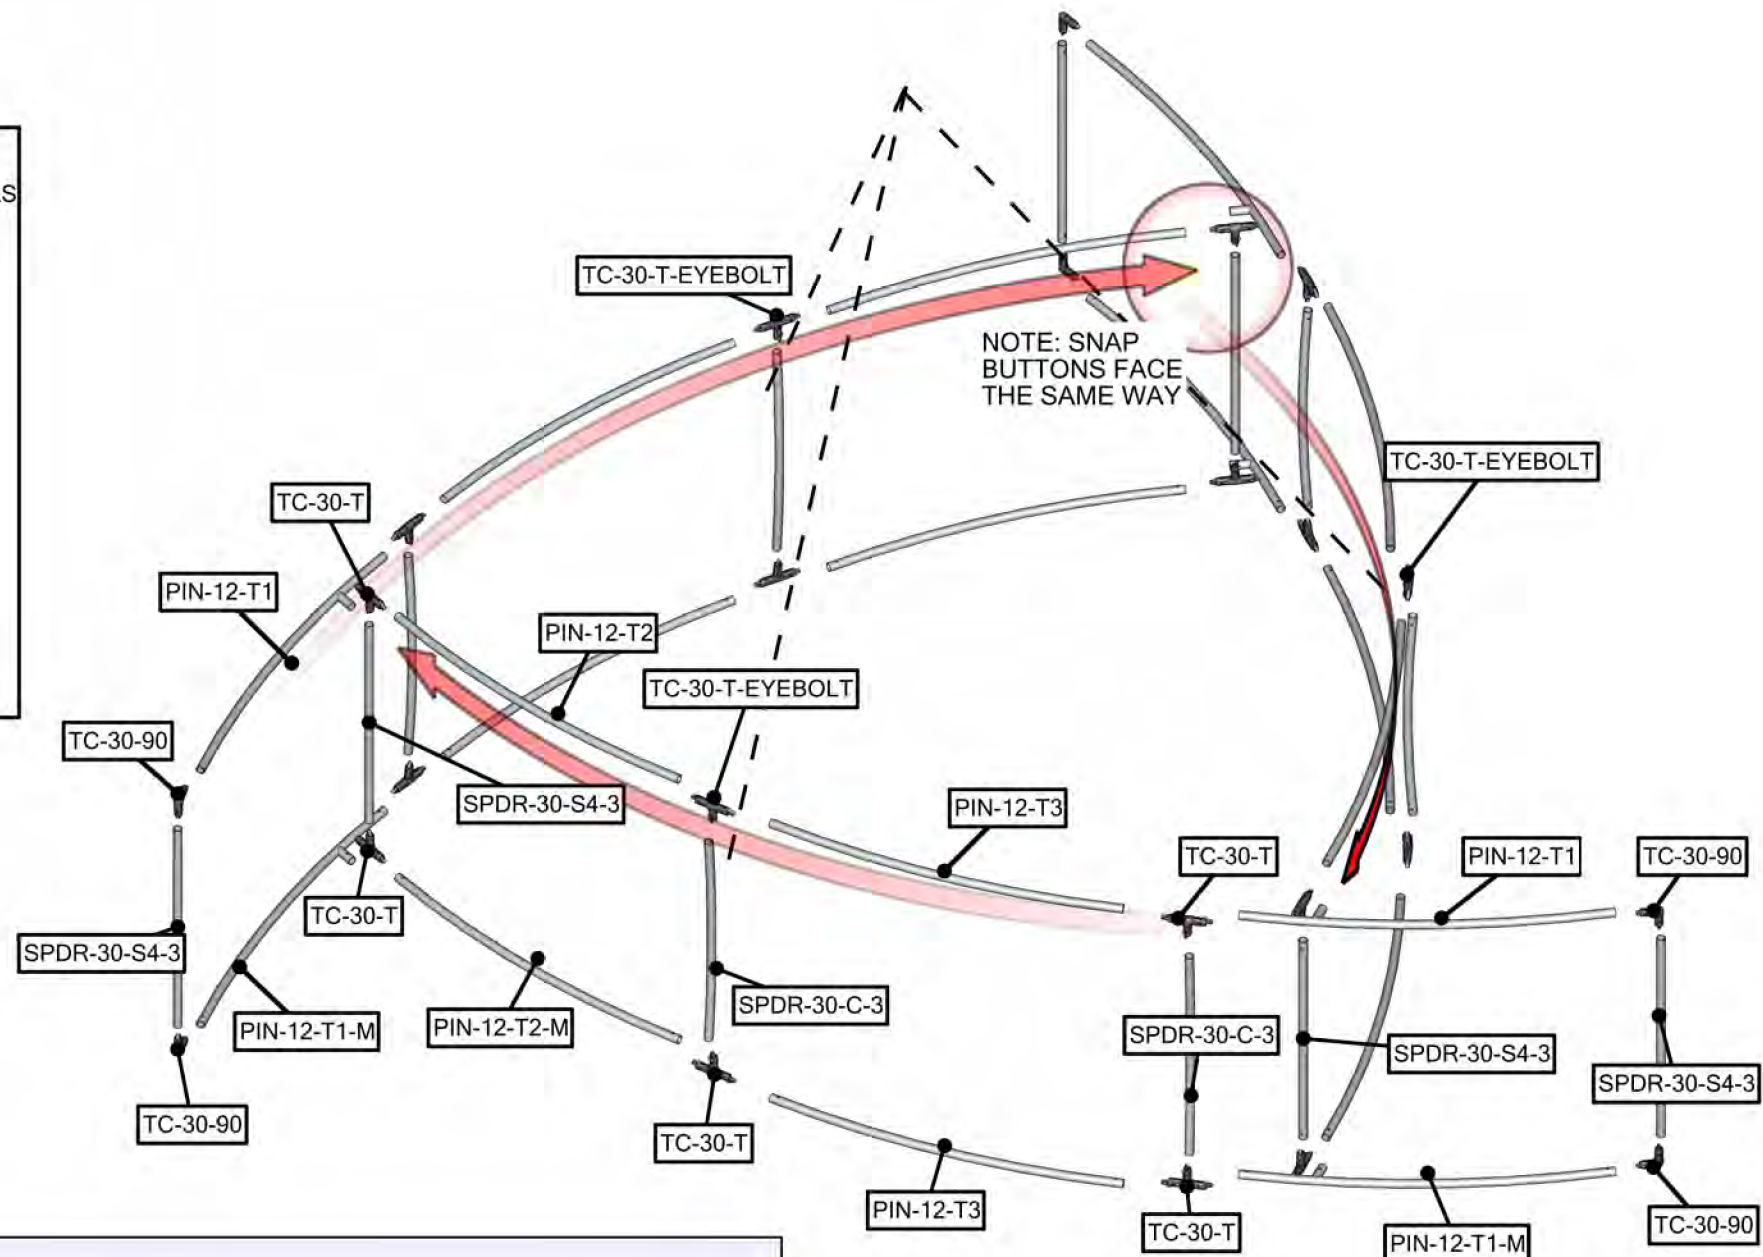 S
TC-30-T-EYEBOLT
NOTE: SNAP
BUTTONS FACE
THE SAME WAY
TC-30-T-EYEBOLT
TC-30-T
PIN-12-T1
PIN-12-T2
TC-30-T-EYEBOLT
TC-30-90
SPDR-30-S4-3
PIN-12-T3
TC-30-T
PIN-12-T1
TC-30-90
TC-30-T
SPDR-30-S4-3
PIN-12-T1-M
PIN-12-T2-M
SPDR-30-C-3
SPDR-30-C-3
SPDR-30-S4-3
SPDR-30-S4-3
TC-30-90
TC-30-T
PIN-12-T3
TC-30-T
PIN-12-T1-M
TC-30-90